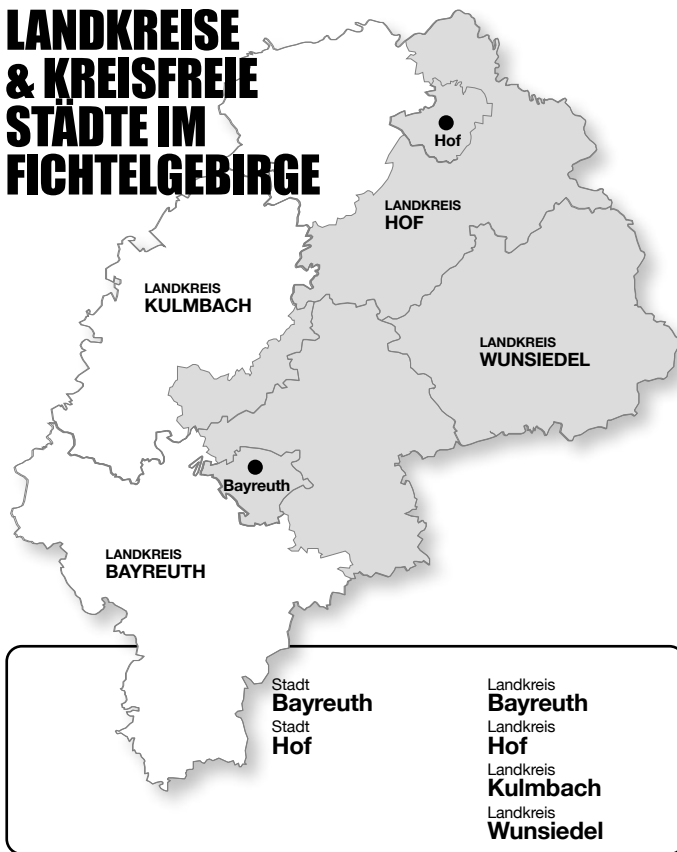 LANDKREISE
& KREISFREIE
STÄDTE IM
FICHTELGEBIRGE
Hof
LANDKREIS
HOF
LANDKREIS
KULMBACH
LANDKREIS
WUNSIEDEL
Bayreuth
LANDKREIS
BAYREUTH
Stadt
Bayreuth
Stadt
Hof
Landkreis
Bayreuth
Landkreis
Hof
Landkreis
Kulmbach
Landkreis
Wunsiedel